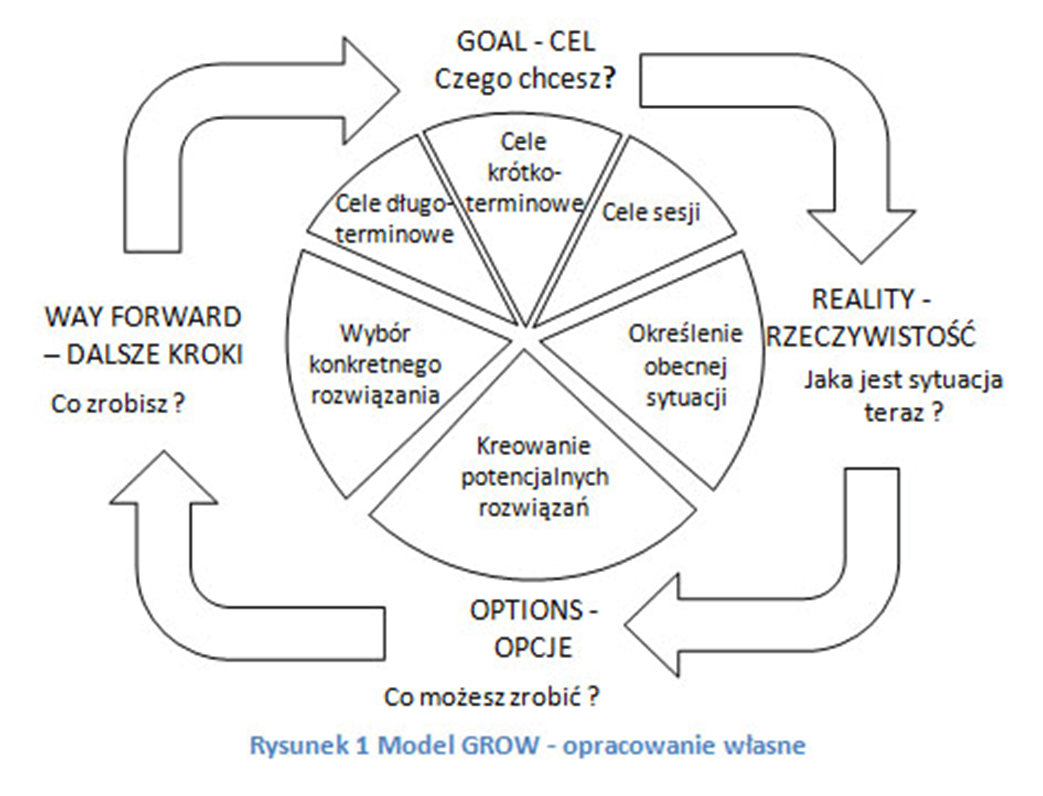 GOAL - CEL
Czego chcesz?
Cele
krótko-
terminowe
Cele długo-
terminowe
Cele sesji
REALITY -
RZECZYWISTOŚĆ
Jaka jest sytuacja
teraz ?
WAY FORWARD
– DALSZE KROKI
Co zrobisz ?
Wybór
konkretnego
rozwiązania
Określenie
obecnej
sytuacji
Kreowanie
potencjalnych
rozwiązań
OPTIONS -
OPCJE
Co możesz zrobić ?
Rysunek 1 Model GROW - opracowanie własne